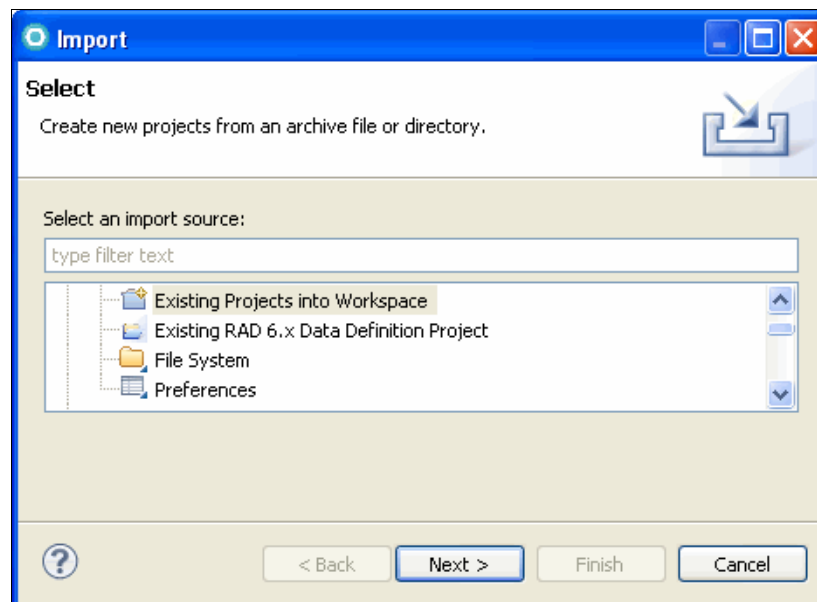 Import
Select
Create new projects from an archive file or directory.
Select an import source:
type filter text
Existing Projects into Workspace
Existing RAD 6.x Data Definition Project
File System
Preferences
?
< Back
Next >
Finish
Cancel